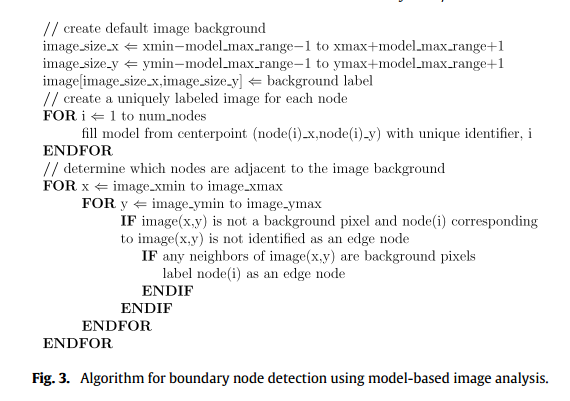 // create default image background
image_size_x ⇐ xmin−model_max_range−1 to xmax+model_max_range+1
image_size_y ⇐ ymin−model_max_range−1 to ymax+model_max_range+1
image[image_size_x,image_size_y] ⇐ background label
// create a uniquely labeled image for each node
FOR i ⇐ 1 to num_nodes
fill model from centerpoint (node(i)_x,node(i)_y) with unique identifier, i
ENDFOR
// determine which nodes are adjacent to the image background
FOR x ⇐ image_xmin to image_xmax
FOR y ⇐ image_ymin to image_ymax
IF image(x,y) is not a background pixel and node(i) corresponding
to image(x,y) is not identified as an edge node
IF any neighbors of image(x,y) are background pixels
label node(i) as an edge node
ENDIF
ENDIF
ENDFOR
ENDFOR
Fig. 3. Algorithm for boundary node detection using model-based image analysis.